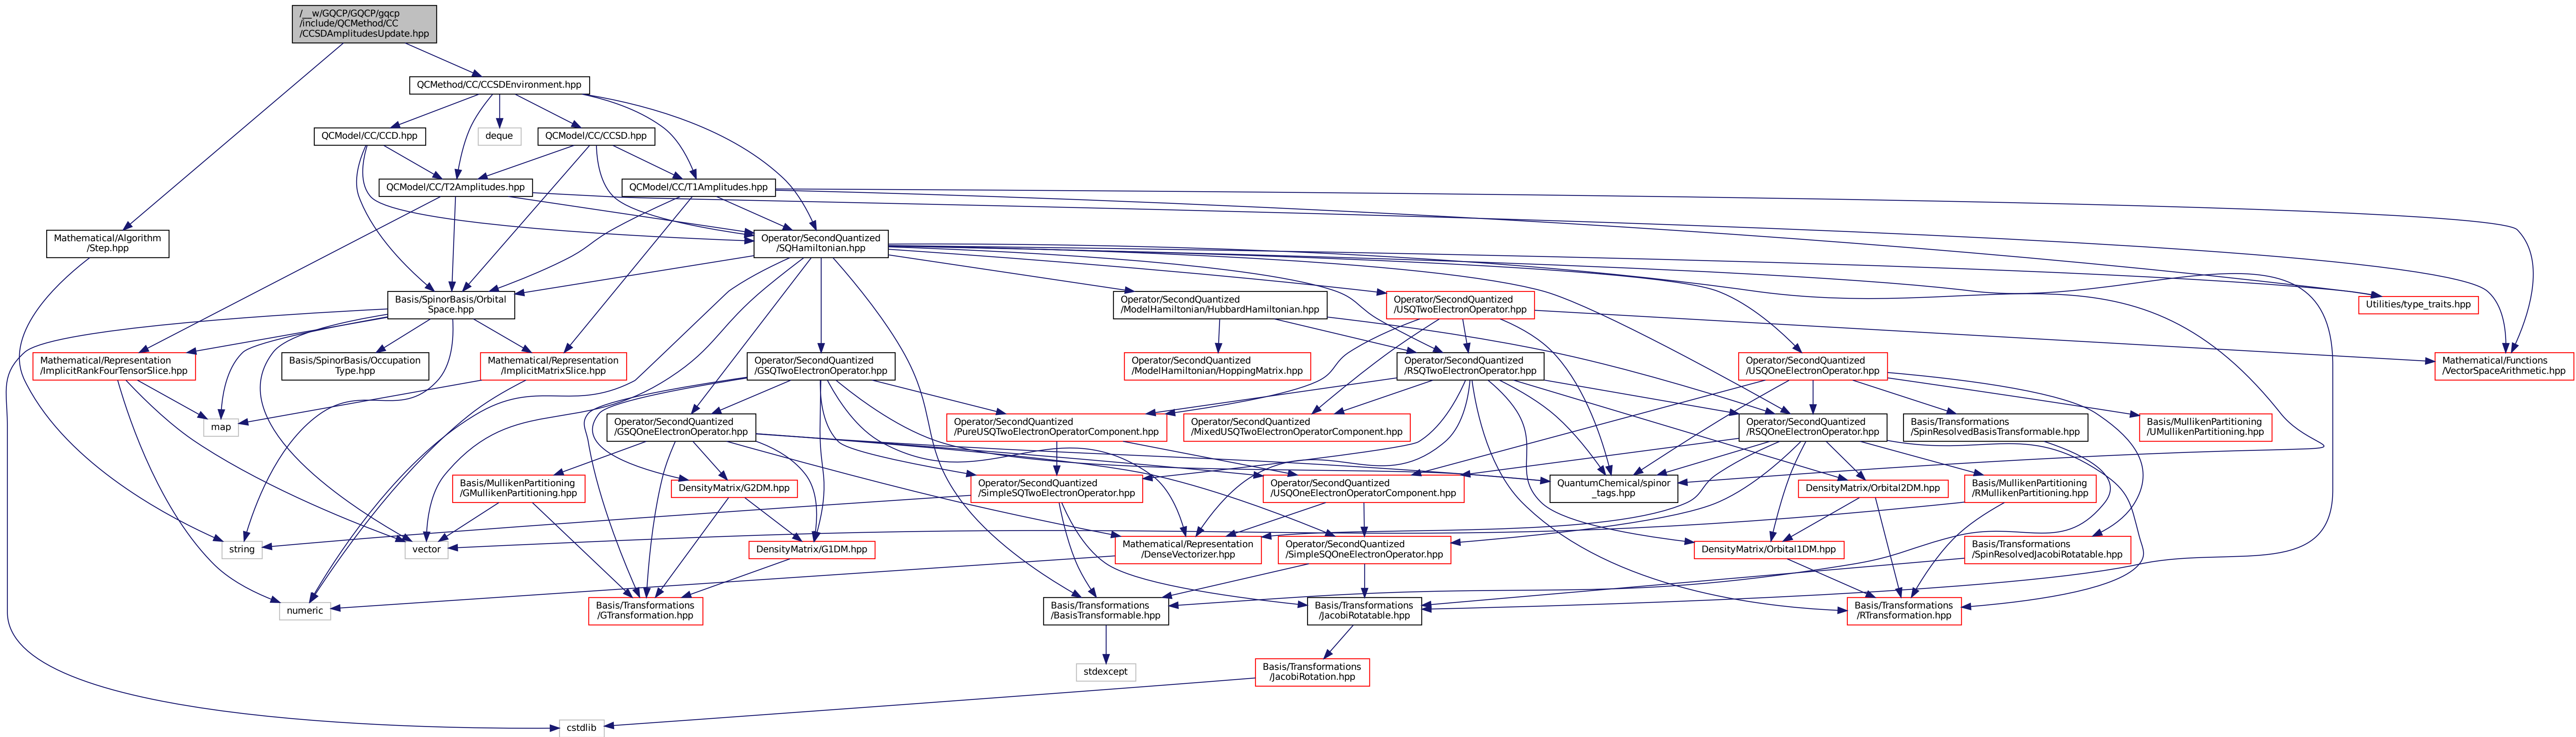 /__w/GQCP/GQCP/gqcp
/include/QCMethod/CC
/CCSDAmplitudesUpdate.hpp
QCMethod/CC/CCSDEnvironment.hpp
QCModel/CC/CCD.hpp
deque
QCModel/CC/CCSD.hpp
QCModel/CC/T2Amplitudes.hpp
QCModel/CC/T1Amplitudes.hpp
Mathematical/Algorithm
/Step.hpp
Operator/SecondQuantized
/SQHamiltonian.hpp
Basis/SpinorBasis/Orbital
Space.hpp
Operator/SecondQuantized
/ModelHamiltonian/HubbardHamiltonian.hpp
Operator/SecondQuantized
/USQTwoElectronOperator.hpp
Utilities/type_traits.hpp
Mathematical/Representation
/ImplicitRankFourTensorSlice.hpp
Basis/SpinorBasis/Occupation
Type.hpp
Mathematical/Representation
/ImplicitMatrixSlice.hpp
Operator/SecondQuantized
/GSQTwoElectronOperator.hpp
Operator/SecondQuantized
/ModelHamiltonian/HoppingMatrix.hpp
Operator/SecondQuantized
/RSQTwoElectronOperator.hpp
Operator/SecondQuantized
/USQOneElectronOperator.hpp
Mathematical/Functions
/VectorSpaceArithmetic.hpp
map
Operator/SecondQuantized
/GSQOneElectronOperator.hpp
Operator/SecondQuantized
/PureUSQTwoElectronOperatorComponent.hpp
Operator/SecondQuantized
/MixedUSQTwoElectronOperatorComponent.hpp
Operator/SecondQuantized
/RSQOneElectronOperator.hpp
Basis/Transformations
/SpinResolvedBasisTransformable.hpp
Basis/MullikenPartitioning
/UMullikenPartitioning.hpp
Basis/MullikenPartitioning
/GMullikenPartitioning.hpp
DensityMatrix/G2DM.hpp
Operator/SecondQuantized
/SimpleSQTwoElectronOperator.hpp
Operator/SecondQuantized
/USQOneElectronOperatorComponent.hpp
QuantumChemical/spinor
_tags.hpp
DensityMatrix/Orbital2DM.hpp
Basis/MullikenPartitioning
/RMullikenPartitioning.hpp
string
vector
DensityMatrix/G1DM.hpp
Mathematical/Representation
/DenseVectorizer.hpp
Operator/SecondQuantized
/SimpleSQOneElectronOperator.hpp
DensityMatrix/Orbital1DM.hpp
Basis/Transformations
/SpinResolvedJacobiRotatable.hpp
numeric
Basis/Transformations
/GTransformation.hpp
Basis/Transformations
/BasisTransformable.hpp
Basis/Transformations
/JacobiRotatable.hpp
Basis/Transformations
/RTransformation.hpp
stdexcept
Basis/Transformations
/JacobiRotation.hpp
cstdlib